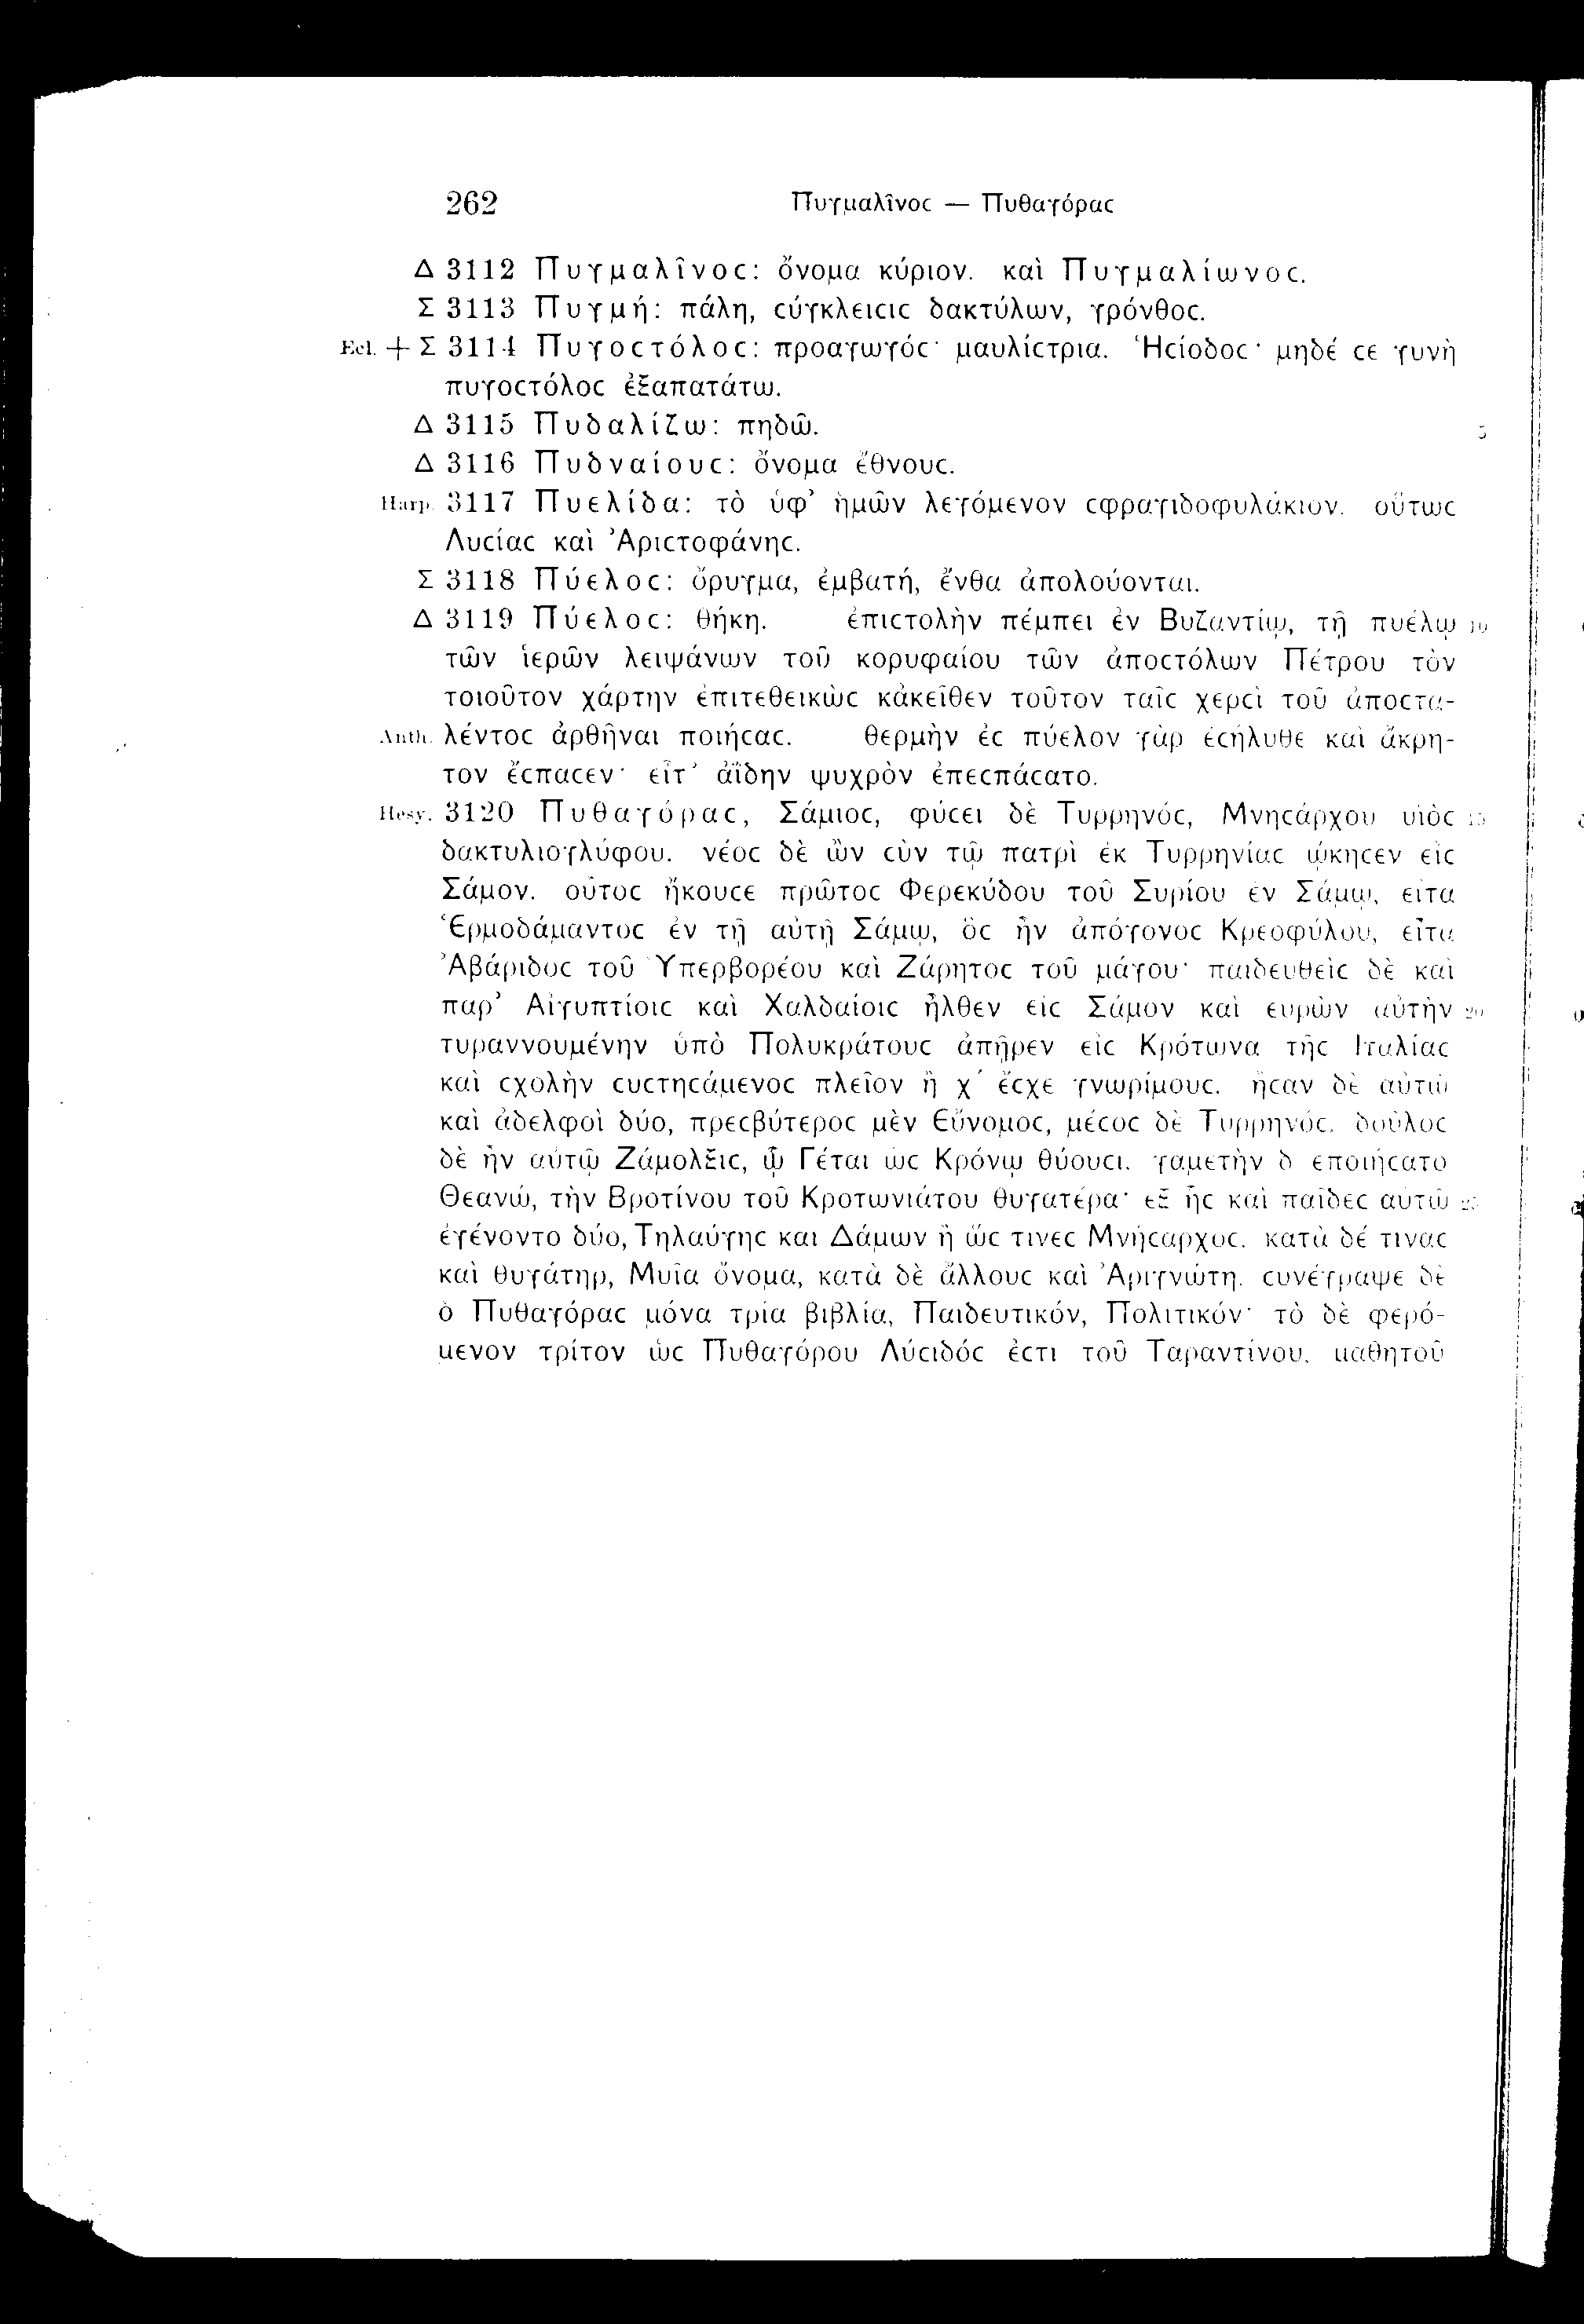 262 Πυγμαλῖνοϲ — Πυθαγόραϲ
Δ 3112 Πυγμαλῖνοϲ: ὄνομα κύριον. καὶ Πυγμαλίωνοϲ.
Σ 3113 Πυγμή: πάλη, ϲύγκλειϲιϲ δακτύλων, γρόνθοϲ.
Ecl. + Σ 3114 Πυγοϲτόλοϲ: προαγωγόϲ· μαυλίϲτρια. Ἡϲίοδοϲ· μηδέ ϲε γυνὴ
πυγοϲτόλοϲ ἐξαπατάτω.
Δ 3115 Πυδαλίζω: πηδῶ. 5
Δ 3116 Πυδναίουϲ: ὄνομα ἔθνουϲ.
Harp. 3117 Πυελίδα: τὸ ὑφ’ ἡμῶν λεγόμενον ϲφραγιδοφυλάκιον. οὕτωϲ
Λυϲίαϲ καὶ Ἀριϲτοφάνηϲ.
Σ 3118 Πύελοϲ: ὄρυγμα, ἐμβατή, ἔνθα ἀπολούονται.
Δ 3119 Πύελοϲ: θήκη. ἐπιϲτολὴν πέμπει ἐν Βυζαντίῳ, τῇ πυέλῳ 10
τῶν ἱερῶν λειψάνων τοῦ κορυφαίου τῶν ἀποϲτόλων Πέτρου τὸν
τοιοῦτον χάρτην ἐπιτεθεικὼϲ κἀκεῖθεν τοῦτον ταῖϲ χερϲὶ τοῦ ἀποϲτα-
Anth. λέντοϲ ἀρθῆναι ποιήϲαϲ. θερμὴν ἐϲ πύελον γὰρ ἐϲήλυθε καὶ ἄκρη-
τον ἔϲπαϲεν· εἶτ’ ἀΐδην ψυχρὸν ἐπεϲπάϲατο.
Hesy. 3120 Πυθαγόραϲ, Σάμιοϲ, φύϲει δὲ Τυρρηνόϲ, Μνηϲάρχου υἱὸϲ 15
δακτυλιογλύφου. νέοϲ δὲ ὢν ϲὺν τῷ πατρὶ ἐκ Τυρρηνίαϲ ᾤκηϲεν εἰϲ
Σάμον. οὗτοϲ ἤκουϲε πρῶτοϲ Φερεκύδου τοῦ Συρίου ἐν Σάμῳ, εἶτα
Ἑρμοδάμαντοϲ ἐν τῇ αὐτῇ Σάμῳ, ὃϲ ἦν ἀπόγονοϲ Κρεοφύλου, εἶτα
Ἀβάριδοϲ τοῦ Ὑπερβορέου καὶ Ζάρητοϲ τοῦ μάγου· παιδευθεὶϲ δὲ καὶ
παρ’ Αἰγυπτίοιϲ καὶ Χαλδαίοιϲ ἦλθεν εἰϲ Σάμον καὶ εὑρὼν αὐτὴν 20
τυραννουμένην ὑπὸ Πολυκράτουϲ ἀπῆρεν εἰϲ Κρότωνα τῆϲ Ἰταλίαϲ
καὶ ϲχολὴν ϲυϲτηϲάμενοϲ πλεῖον ἢ χ´ ἔϲχε γνωρίμουϲ. ἦϲαν δὲ αὐτῷ
καὶ ἀδελφοὶ δύο, πρεϲβύτεροϲ μὲν Εὔνομοϲ, μέϲοϲ δὲ Τυρρηνόϲ. δοῦλοϲ
δὲ ἦν αὐτῷ Ζάμολξιϲ, ᾧ Γέται ὡϲ Κρόνῳ θύουϲι. γαμετὴν δ’ ἐποιήϲατο
Θεανώ, τὴν Βροτίνου τοῦ Κροτωνιάτου θυγατέρα· ἐξ ἧϲ καὶ παῖδεϲ αὐτῷ 25
ἐγένοντο δύο, Τηλαύγηϲ καὶ Δάμων ἢ ὥϲ τινεϲ Μνήϲαρχοϲ. κατὰ δέ τιναϲ
καὶ θυγάτηρ, Μυῖα ὄνομα, κατὰ δὲ ἄλλουϲ καὶ Ἀριγνώτη. ϲυνέγραψε δὲ
ὁ Πυθαγόραϲ μόνα τρία βιβλία, Παιδευτικόν, Πολιτικόν· τὸ δὲ φερό-
μενον τρίτον ὡϲ Πυθαγόρου Λύϲιδόϲ ἐϲτι τοῦ Ταραντίνου, μαθητοῦ